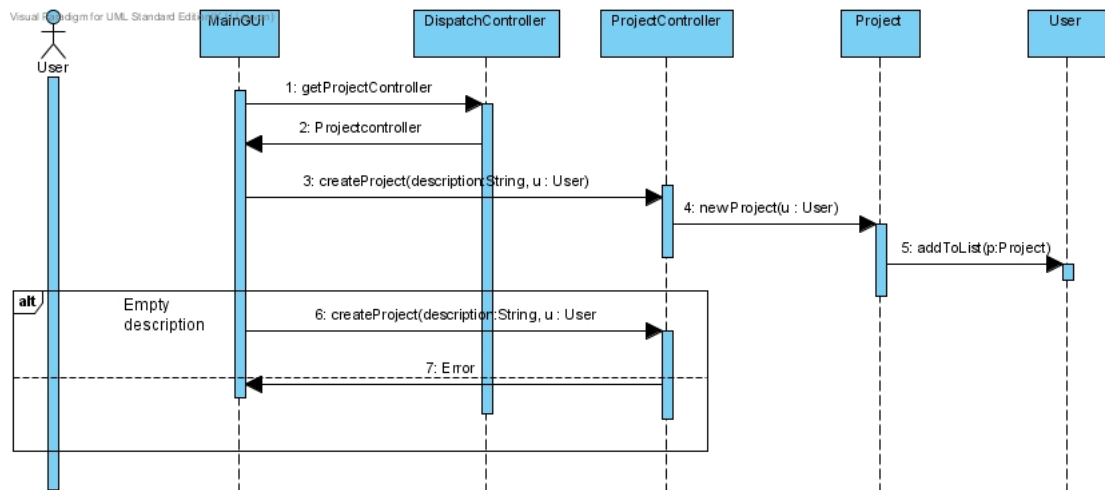 Visual Paradigm for UML Standard Edition
MainGUI
DispatchController
ProjectController
Project
User
User
1: getProjectController
2: Projectcontroller
3: createProject(description:String, u : User)
4: newProject(u : User)
5: addToList(p:Project)
alt
Empty
description
6: createProject(description:String, u : User
7: Error